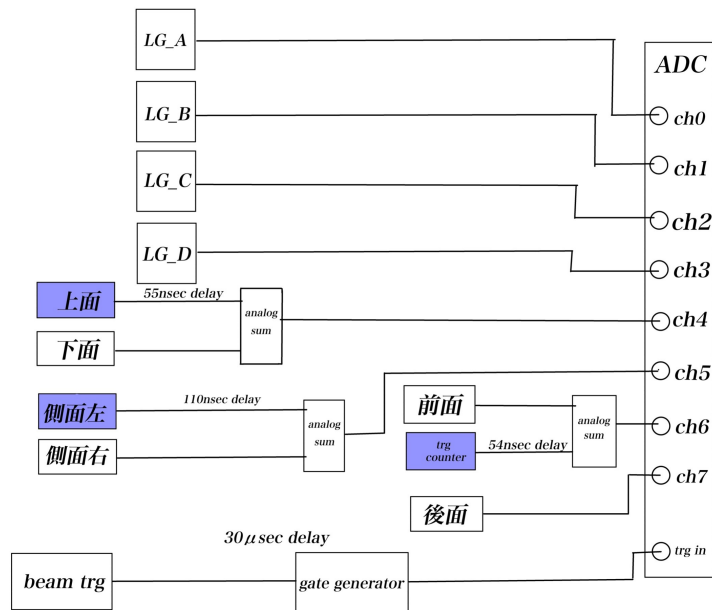 LG_A
ADC
ch0
LG_B
ch1
LG_C
ch2
LG_D
ch3
上面
55nsec delay
analog
sum
ch4
下面
ch5
側面左
110nsec delay
analog
sum
前面
analog
sum
ch6
側面右
trg
counter
54nsec delay
ch7
後面
30μsec delay
trg in
beam trg
gate generator